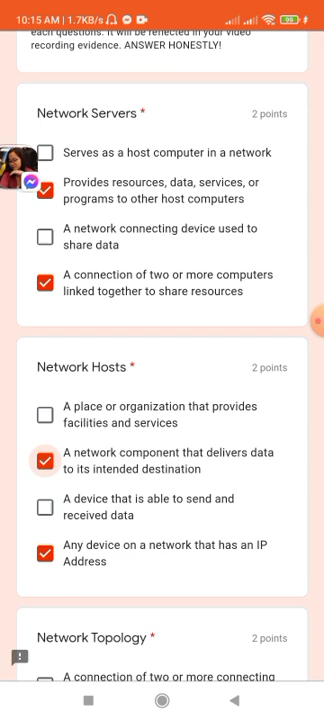 10:15 AM | 1.7KB/s
99
each questions. It will be reflected in your video
recording evidence. ANSWER HONESTLY!
Network Servers *
2 points
Serves as a host computer in a network
Provides resources, data, services, or
programs to other host computers
A network connecting device used to
share data
A connection of two or more computers
linked together to share resources
Network Hosts *
2 points
A place or organization that provides
facilities and services
A network component that delivers data
to its intended destination
A device that is able to send and
received data
Any device on a network that has an IP
Address
Network Topology *
2 points
A connection of two or more connecting